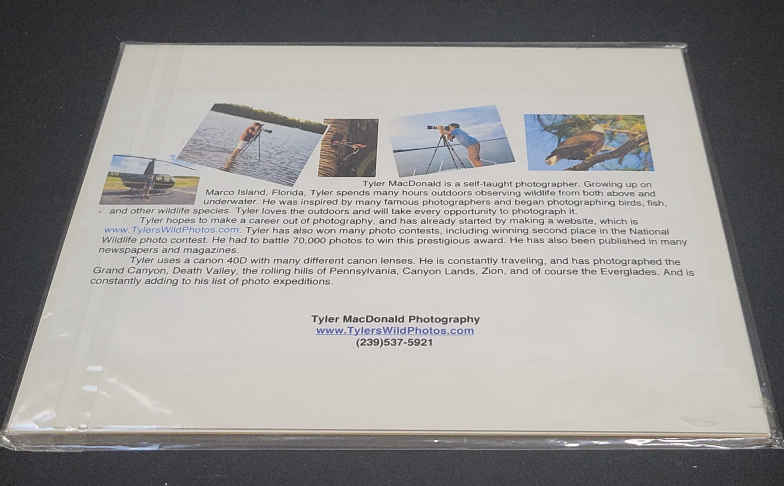 Tyler MacDonald is a self-taught photographer. Growing up on
Marco Island, Florida, Tyler spends many hours outdoors observing wildlife from both above and
underwater. He was inspired by many famous photographers and began photographing birds, fish,
and other wildlife species. Tyler loves the outdoors and will take every opportunity to photograph it.
Tyler hopes to make a career out of photography, and has already started by making a website, which is
www.TylersWildPhotos.com. Tyler has also won many photo contests, including winning second place in the National
Wildlife photo contest. He had to battle 70,000 photos to win this prestigious award. He has also been published in many
newspapers and magazines.
Tyler uses a canon 40D with many different canon lenses. He is constantly traveling, and has photographed the
Grand Canyon, Death Valley, the rolling hills of Pennsylvania, Canyon Lands, Zion, and of course the Everglades. And is
constantly adding to his list of photo expeditions.
Tyler MacDonald Photography
www.TylersWildPhotos.com
(239)537-5921